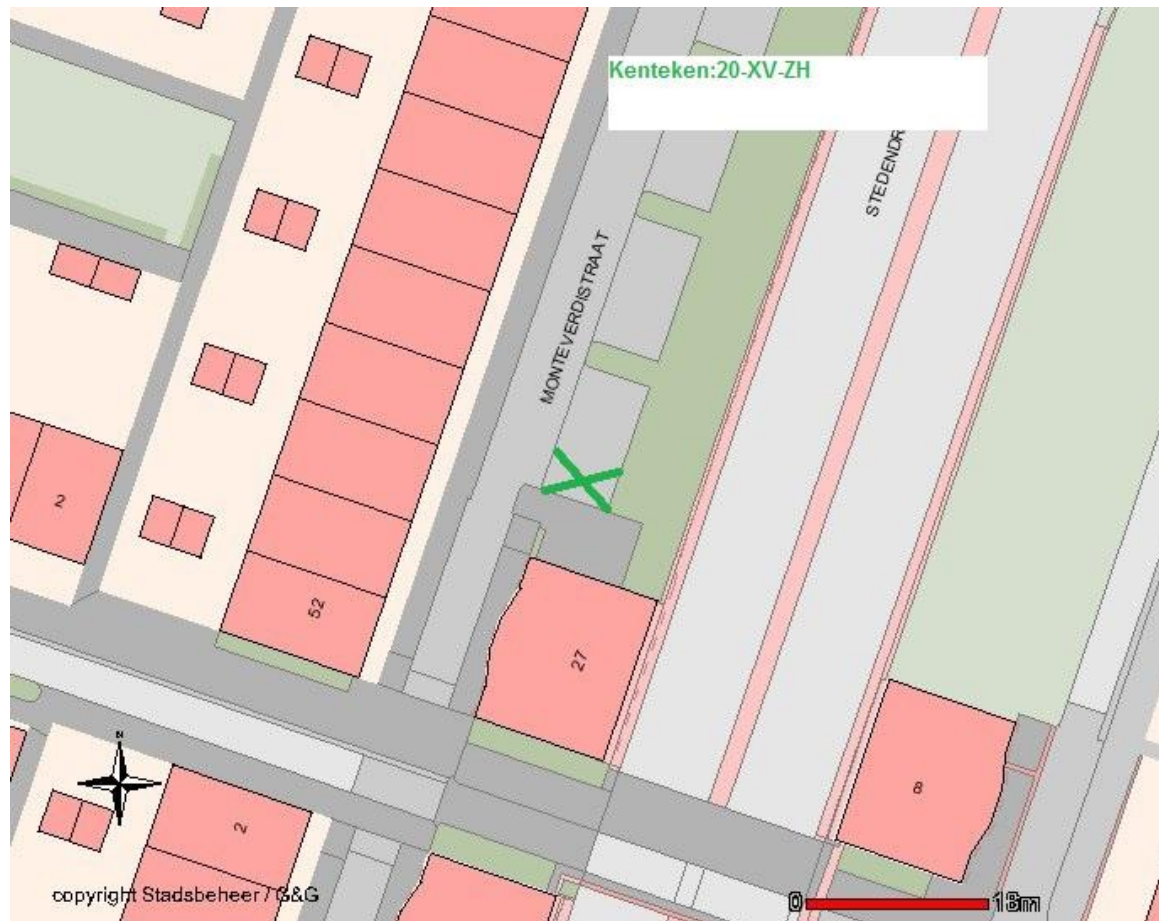 Kenteken:20-XV-ZH
STEDENDR
MONTEVERDISTRAAT
2
52
27
8
N
2
copyright Stadsbeheer / G&G
0 18m